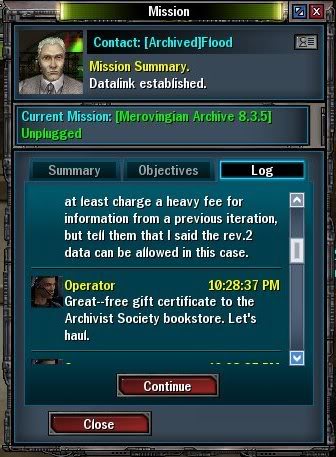 Mission
Contact: [Archived]Flood
Mission Summary.
Datalink established.
Current Mission: [Merovingian Archive 8.3.5]
Unplugged
Summary
Objectives
Log
at least charge a heavy fee for
information from a previous iteration,
but tell them that I said the rev.2
data can be allowed in this case.
Operator 10:28:37 PM
Great--free gift certificate to the
Archivist Society bookstore. Let's
haul.
Continue
Close